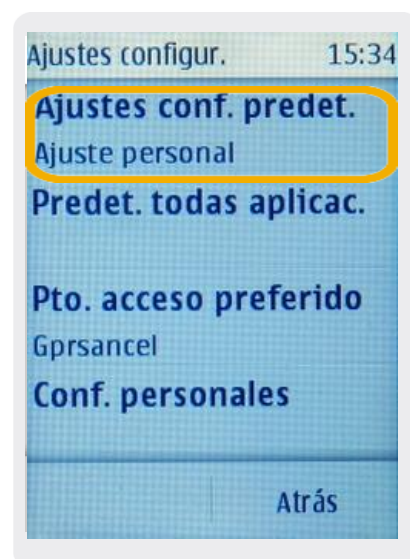 Ajustes configur. 15:34
Ajustes conf. predet.
Ajuste personal
Predet. todas aplicac.
Pto. acceso preferido
Gprsancel
Conf. personales
Atrás